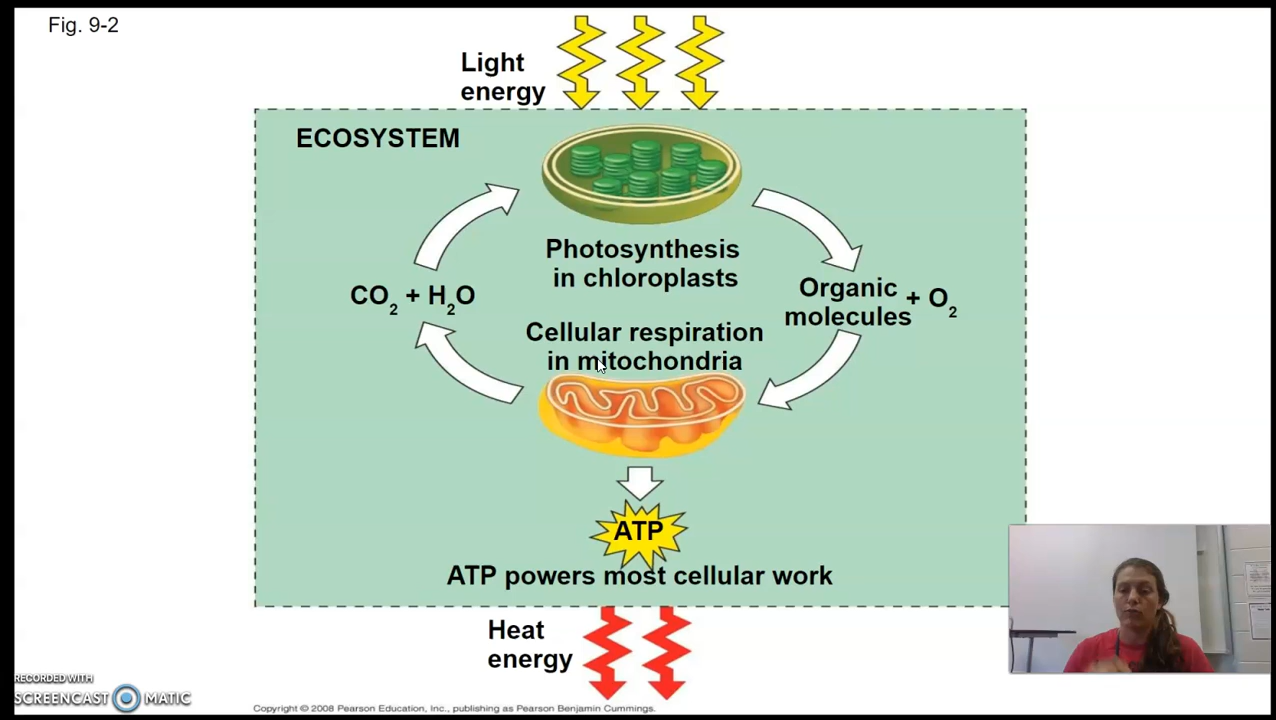 Fig. 9-2
Light
energy
ECOSYSTEM
Photosynthesis
in chloroplasts
CO2 + H2O
Organic
molecules + O2
Cellular respiration
in mitochondria
ATP
ATP powers most cellular work
Heat
energy
RECORDED WITH
SCREENCAST MATIC
Copyright © 2008 Pearson Education, Inc., publishing as Pearson Benjamin Cummings.